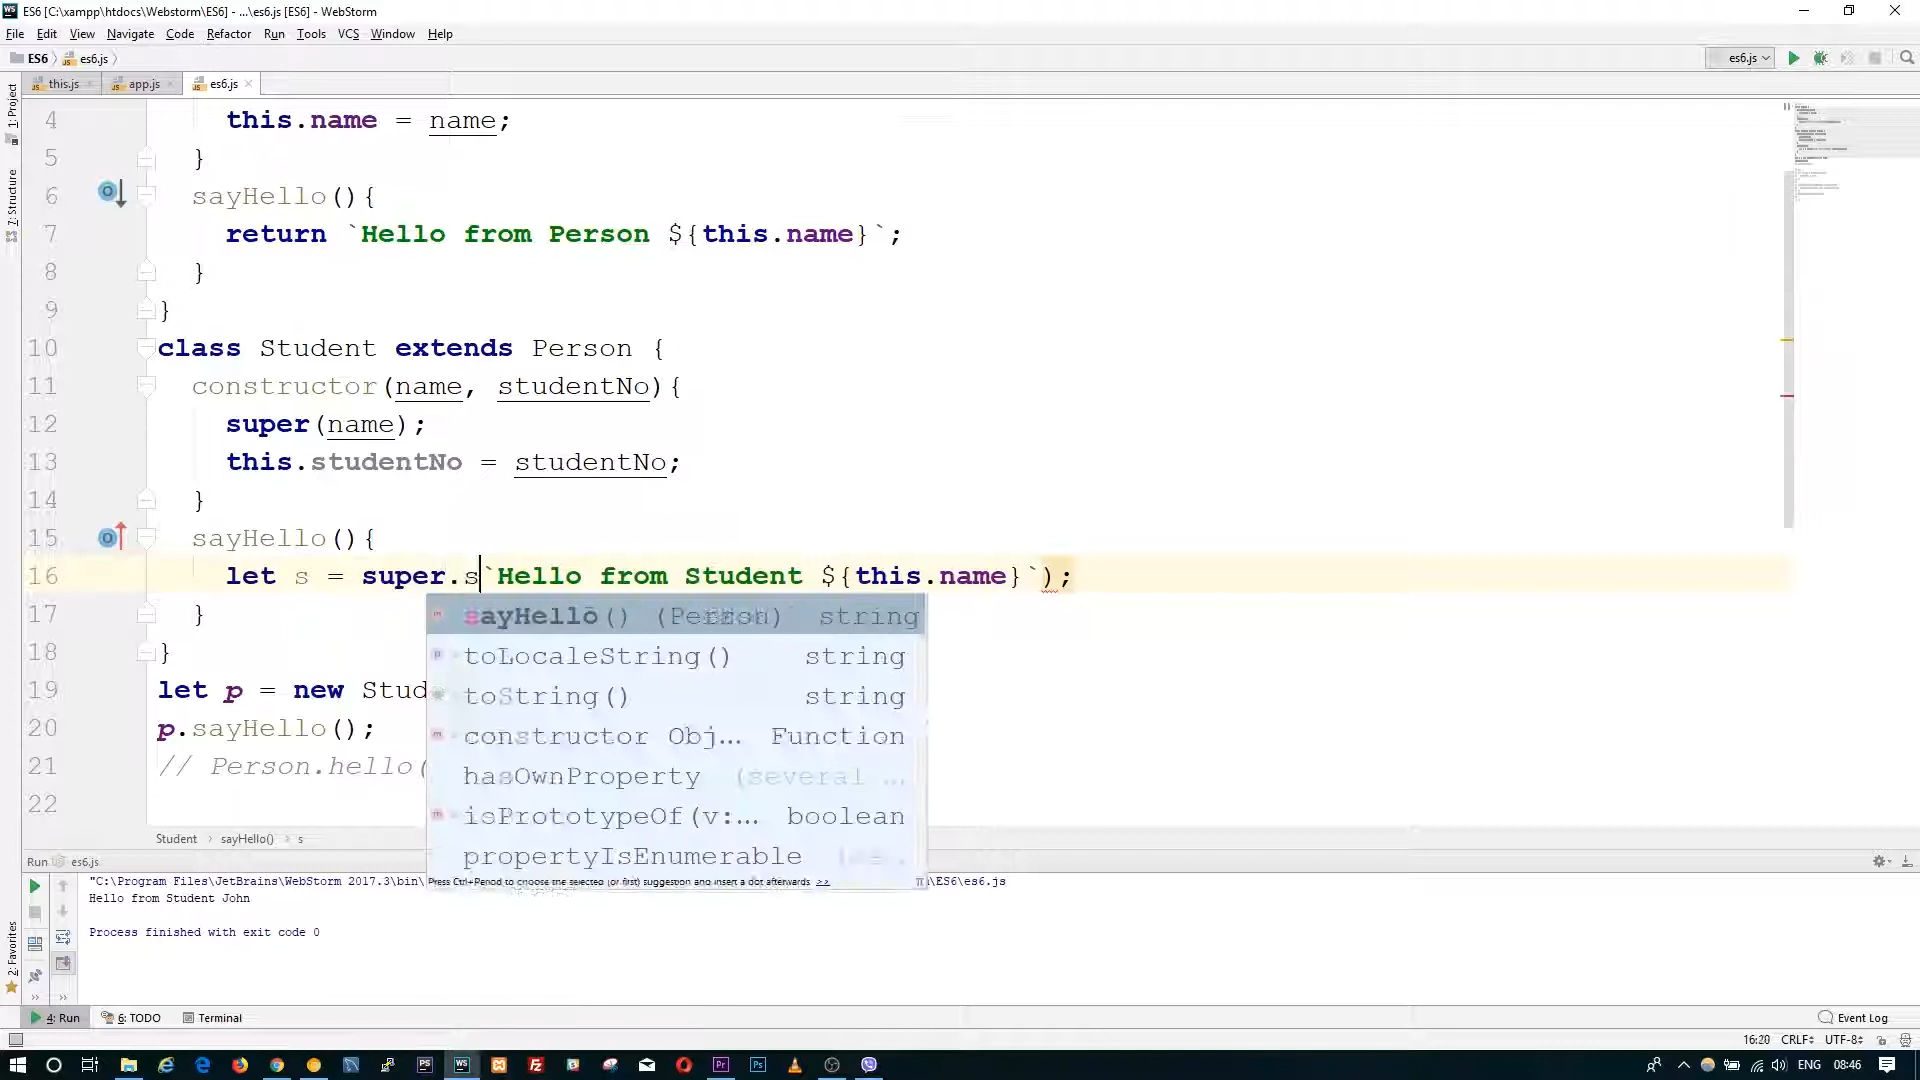 ES6 [C:\xampp\htdocs\Webstorm\ES6] - ...\es6.js [ES6] - WebStorm
File Edit View Navigate Code Refactor Run Tools VCS Window Help
ES6 es6.js
es6.js
this.js app.js es6.js
1: Project
7: Structure
2: Favorites
4 this.name = name;
5 }
6 sayHello(){
7 return `Hello from Person ${this.name}`;
8 }
9 }
10 class Student extends Person {
11 constructor(name, studentNo){
12 super(name);
13 this.studentNo = studentNo;
14 }
15 sayHello(){
16 let s = super.s`Hello from Student ${this.name}`);
17 }
18 }
19 let p = new Stud
20 p.sayHello();
21 // Person.hello(
22
sayHello() (Person) string
toLocaleString() string
toString() string
constructor Obj... Function
hasOwnProperty (several ...
isPrototypeOf(v:... boolean
propertyIsEnumerable
Press Ctrl+Period to choose the selected (or first) suggestion and insert a dot afterwards >>
Student sayHello() s
Run es6.js
"C:\Program Files\JetBrains\WebStorm 2017.3\bin\ \ES6\es6.js
Hello from Student John
Process finished with exit code 0
4: Run 6: TODO Terminal Event Log
16:20 CRLF UTF-8
ENG 08:46